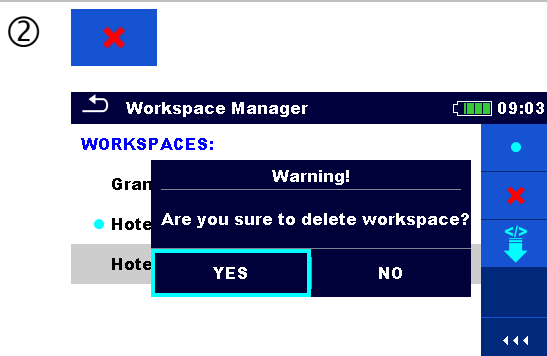 ②
Workspace Manager 09:03
WORKSPACES:
Gran
Hote
Hote
Warning!
Are you sure to delete workspace?
YES NO
</>